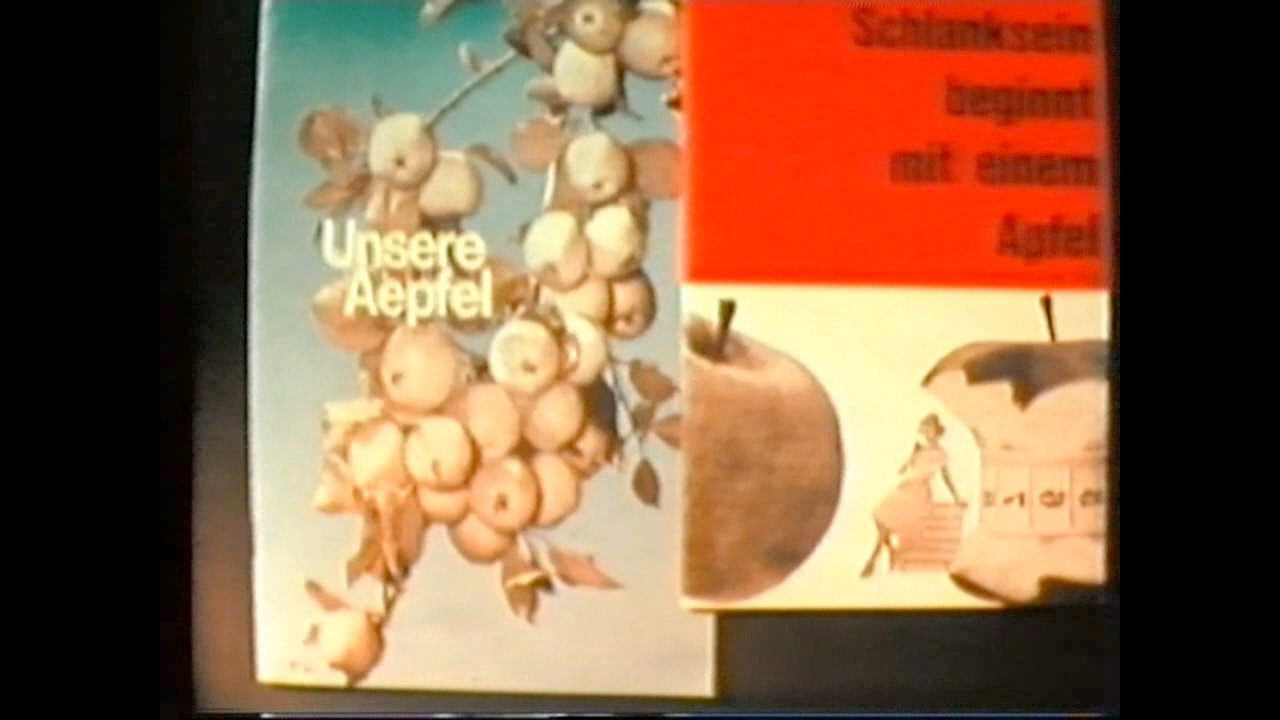 Unsere
Aepfel
Schlanksein
beginnt
mit einem
Apfel